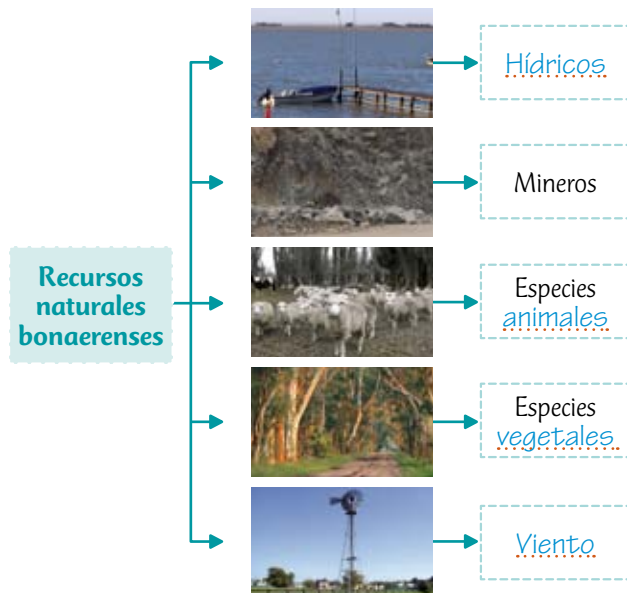 Recursos
naturales
bonaerenses
Hídricos
Mineros
Especies
animales
Especies
vegetales
Viento